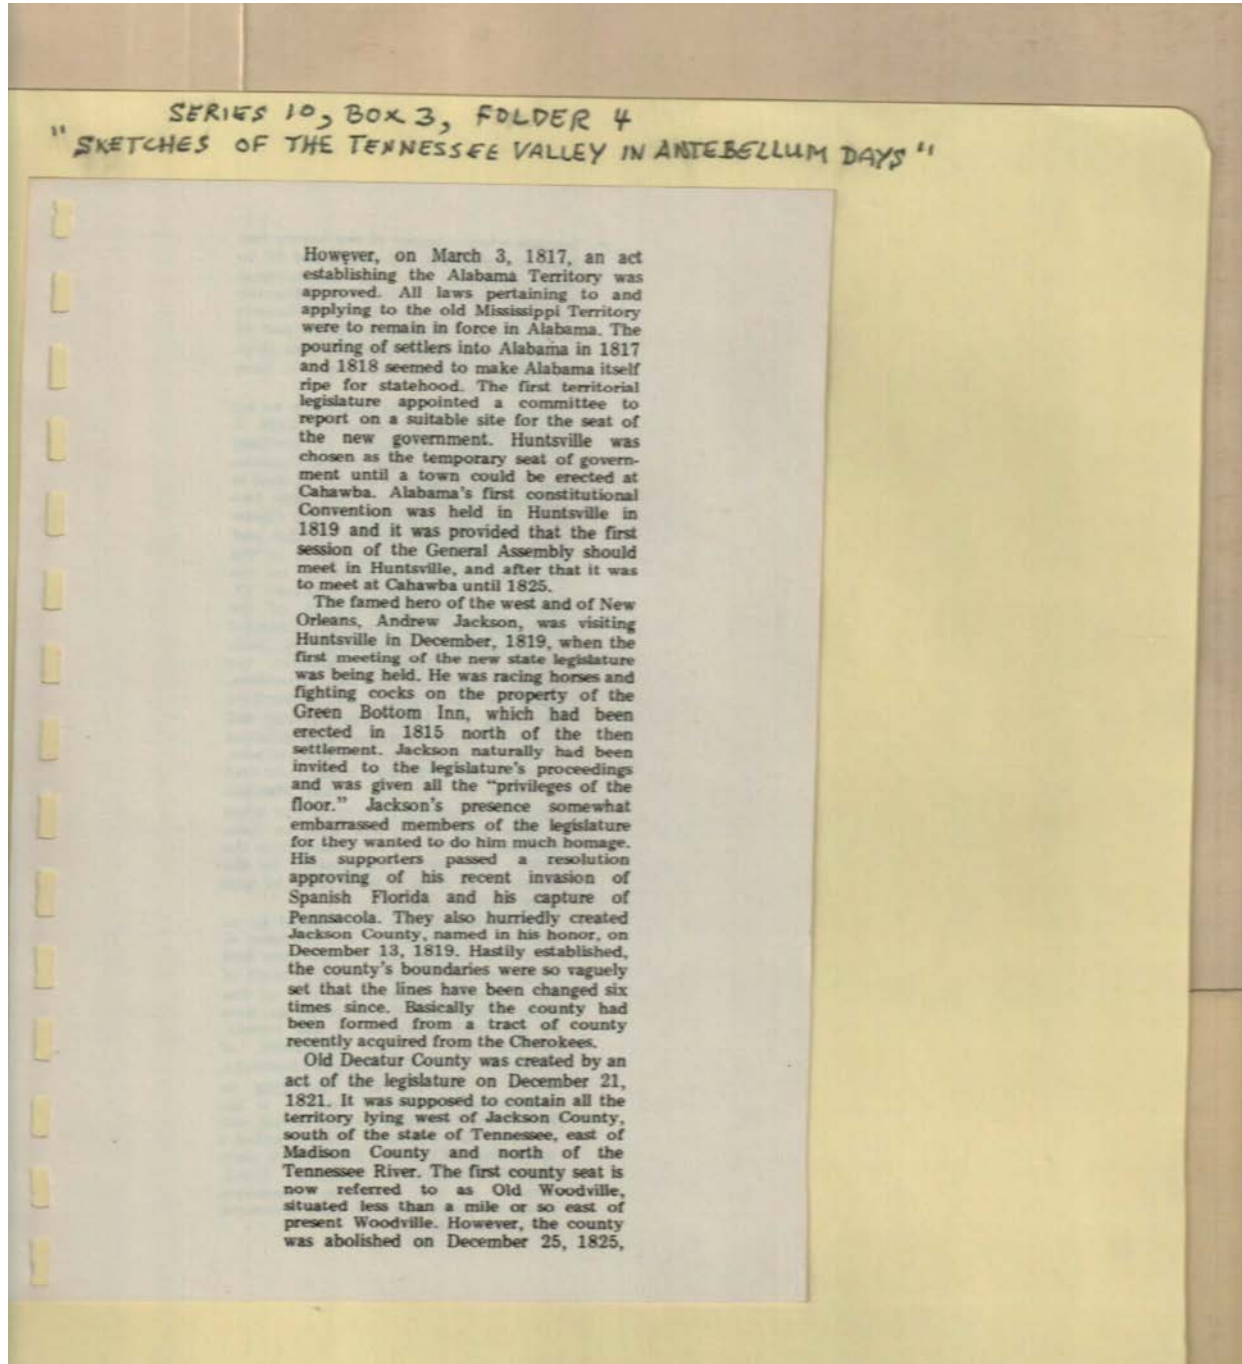 SERIES 10, BOX 3, FOLDER 4
"SKETCHES OF THE TENNESSEE VALLEY IN ANTEBELLUM DAYS"
However, on March 3, 1817, an act
establishing the Alabama Territory was
approved. All laws pertaining to and
applying to the old Mississippi Territory
were to remain in force in Alabama. The
pouring of settlers into Alabama in 1817
and 1818 seemed to make Alabama itself
ripe for statehood. The first territorial
legislature appointed a committee to
report on a suitable site for the seat of
the new government. Huntsville was
chosen as the temporary seat of govern-
ment until a town could be erected at
Cahawba. Alabama's first constitutional
Convention was held in Huntsville in
1819 and it was provided that the first
session of the General Assembly should
meet in Huntsville, and after that it was
to meet at Cahawba until 1825.
The famed hero of the west and of New
Orleans, Andrew Jackson, was visiting
Huntsville in December, 1819, when the
first meeting of the new state legislature
was being held. He was racing horses and
fighting cocks on the property of the
Green Bottom Inn, which had been
erected in 1815 north of the then
settlement. Jackson naturally had been
invited to the legislature's proceedings
and was given all the "privileges of the
floor." Jackson's presence somewhat
embarrassed members of the legislature
for they wanted to do him much homage.
His supporters passed a resolution
approving of his recent invasion of
Spanish Florida and his capture of
Pennsacola. They also hurriedly created
Jackson County, named in his honor, on
December 13, 1819. Hastily established,
the county's boundaries were so vaguely
set that the lines have been changed six
times since. Basically the county had
been formed from a tract of county
recently acquired from the Cherokees.
Old Decatur County was created by an
act of the legislature on December 21,
1821. It was supposed to contain all the
territory lying west of Jackson County,
south of the state of Tennessee, east of
Madison County and north of the
Tennessee River. The first county seat is
now referred to as Old Woodville,
situated less than a mile or so east of
present Woodville. However, the county
was abolished on December 25, 1825,